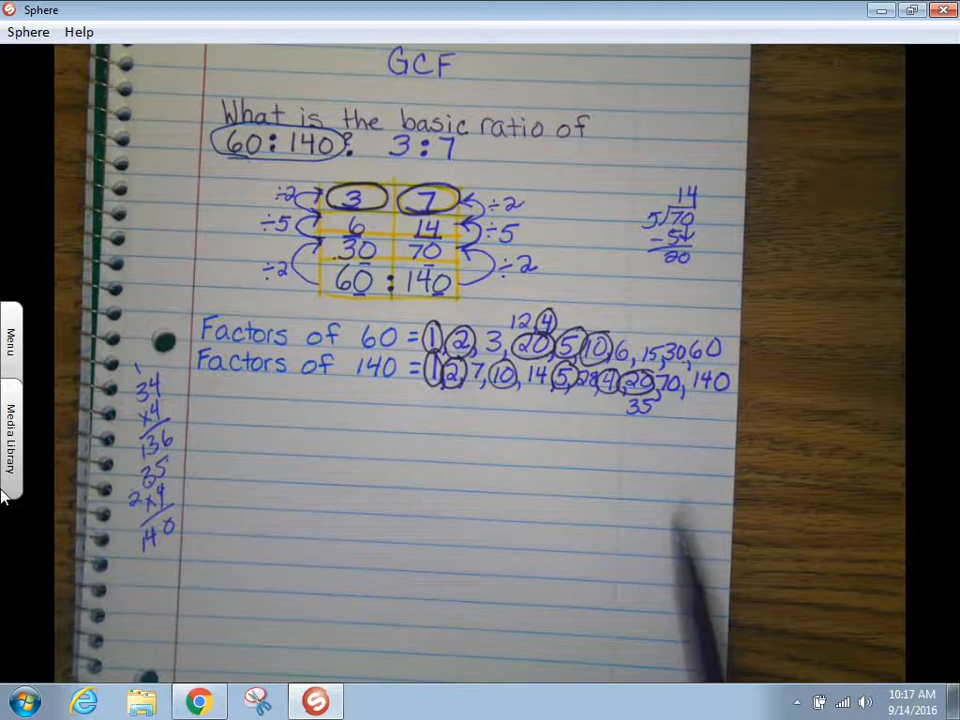 Sphere
Sphere Help
GCF
What is the basic ratio of
60:140? 3:7
÷2 3 7 ÷2
÷5 6 14 ÷5
30 70
÷2 60 : 140 ÷2
14
5)70
-5↓
20
12, 4
Factors of 60 = 1, 2, 3, 20, 5, 10, 6, 15, 30, 60
Factors of 140 = 1, 2, 7, 10, 14, 5, 28, 4, 20, 70, 140
35
34
x4
136
35
2 x4
140
Menu
Media Library
10:17 AM
9/14/2016